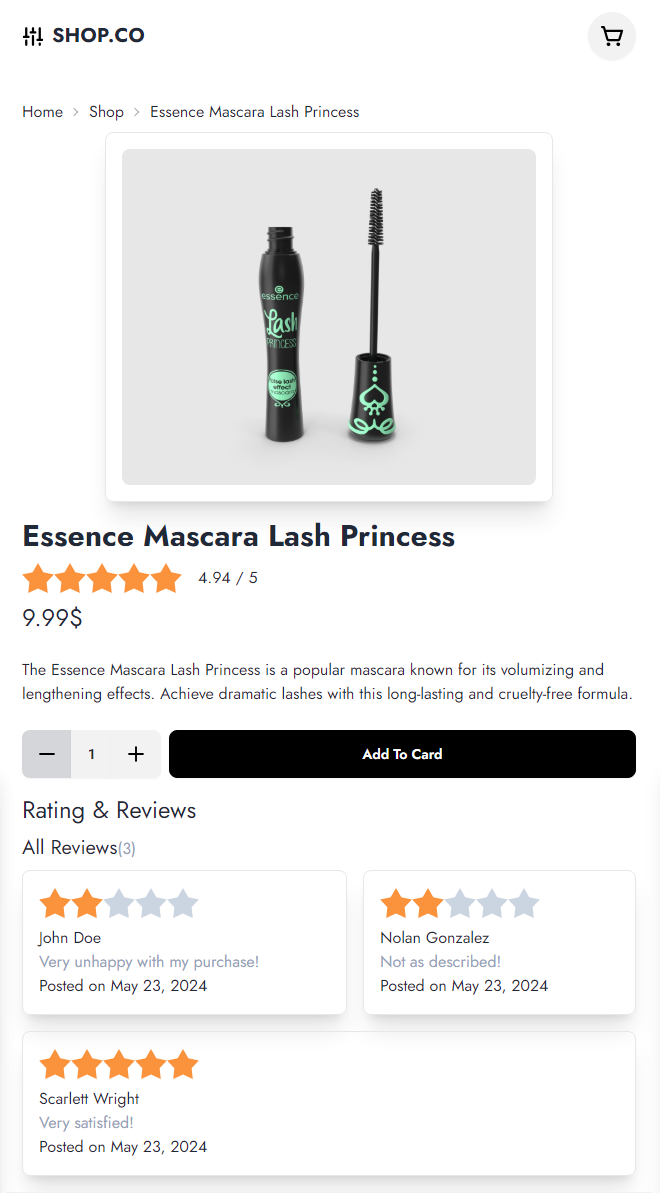 SHOP.CO
Home > Shop > Essence Mascara Lash Princess
essence
Lash
PRINCESS
false lash
effect
mascara
Essence Mascara Lash Princess
4.94 / 5
9.99$
The Essence Mascara Lash Princess is a popular mascara known for its volumizing and
lengthening effects. Achieve dramatic lashes with this long-lasting and cruelty-free formula.
1
Add To Card
Rating & Reviews
All Reviews(3)
John Doe
Very unhappy with my purchase!
Posted on May 23, 2024
Nolan Gonzalez
Not as described!
Posted on May 23, 2024
Scarlett Wright
Very satisfied!
Posted on May 23, 2024